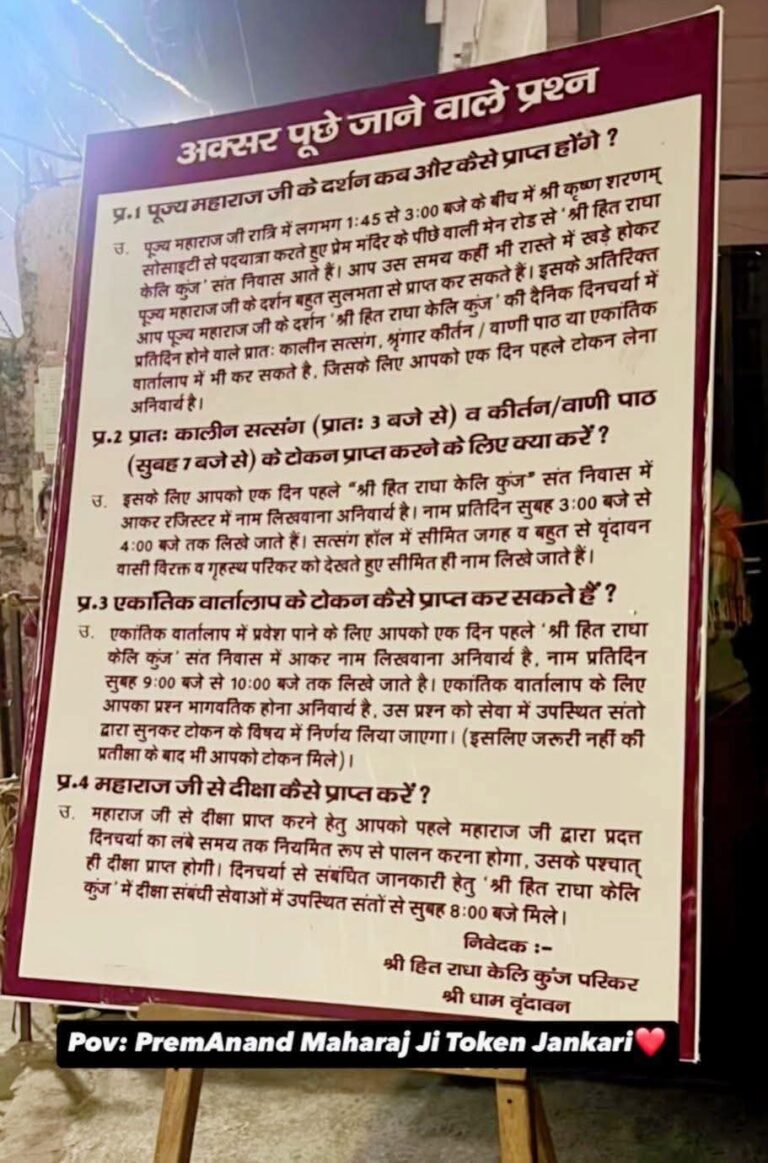 अक्सर पूछे जाने वाले प्रश्न
प्र.1 पूज्य महाराज जी के दर्शन कब और कैसे प्राप्त होंगे ?
उ. पूज्य महाराज जी रात्रि में लगभग 1:45 से 3:00 बजे के बीच में श्री कृष्ण शरणम्
सोसाइटी से पदयात्रा करते हुए प्रेम मंदिर के पीछे वाली मेन रोड से 'श्री हित राधा
केलि कुंज' संत निवास आते हैं। आप उस समय कहीं भी रास्ते में खड़े होकर
पूज्य महाराज जी के दर्शन बहुत सुलभता से प्राप्त कर सकते हैं। इसके अतिरिक्त
आप पूज्य महाराज जी के दर्शन 'श्री हित राधा केलि कुंज' की दैनिक दिनचर्या में
प्रतिदिन होने वाले प्रातः कालीन सत्संग, श्रृंगार कीर्तन / वाणी पाठ या एकांतिक
वार्तालाप में भी कर सकते है, जिसके लिए आपको एक दिन पहले टोकन लेना
अनिवार्य है।
प्र.2 प्रातः कालीन सत्संग (प्रातः 3 बजे से) व कीर्तन/वाणी पाठ
(सुबह 7 बजे से) के टोकन प्राप्त करने के लिए क्या करें ?
उ. इसके लिए आपको एक दिन पहले "श्री हित राधा केलि कुंज" संत निवास में
आकर रजिस्टर में नाम लिखवाना अनिवार्य है। नाम प्रतिदिन सुबह 3:00 बजे से
4:00 बजे तक लिखे जाते हैं। सत्संग हॉल में सीमित जगह व बहुत से वृंदावन
वासी विरक्त व गृहस्थ परिकर को देखते हुए सीमित ही नाम लिखे जाते हैं।
प्र.3 एकांतिक वार्तालाप के टोकन कैसे प्राप्त कर सकते हैं ?
उ. एकांतिक वार्तालाप में प्रवेश पाने के लिए आपको एक दिन पहले 'श्री हित राधा
केलि कुंज' संत निवास में आकर नाम लिखवाना अनिवार्य है, नाम प्रतिदिन
सुबह 9:00 बजे से 10:00 बजे तक लिखे जाते है। एकांतिक वार्तालाप के लिए
आपका प्रश्न भागवतिक होना अनिवार्य है, उस प्रश्न को सेवा में उपस्थित संतो
द्वारा सुनकर टोकन के विषय में निर्णय लिया जाएगा। (इसलिए जरूरी नहीं की
प्रतीक्षा के बाद भी आपको टोकन मिले)।
प्र.4 महाराज जी से दीक्षा कैसे प्राप्त करें ?
उ. महाराज जी से दीक्षा प्राप्त करने हेतु आपको पहले महाराज जी द्वारा प्रदत्त
दिनचर्या का लंबे समय तक नियमित रूप से पालन करना होगा, उसके पश्चात्
ही दीक्षा प्राप्त होगी। दिनचर्या से संबंधित जानकारी हेतु 'श्री हित राधा केलि
कुंज' में दीक्षा संबंधी सेवाओं में उपस्थित संतों से सुबह 8:00 बजे मिले।
निवेदक :-
श्री हित राधा केलि कुंज परिकर
श्री धाम वृंदावन
Pov: PremAnand Maharaj Ji Token Jankari❤️